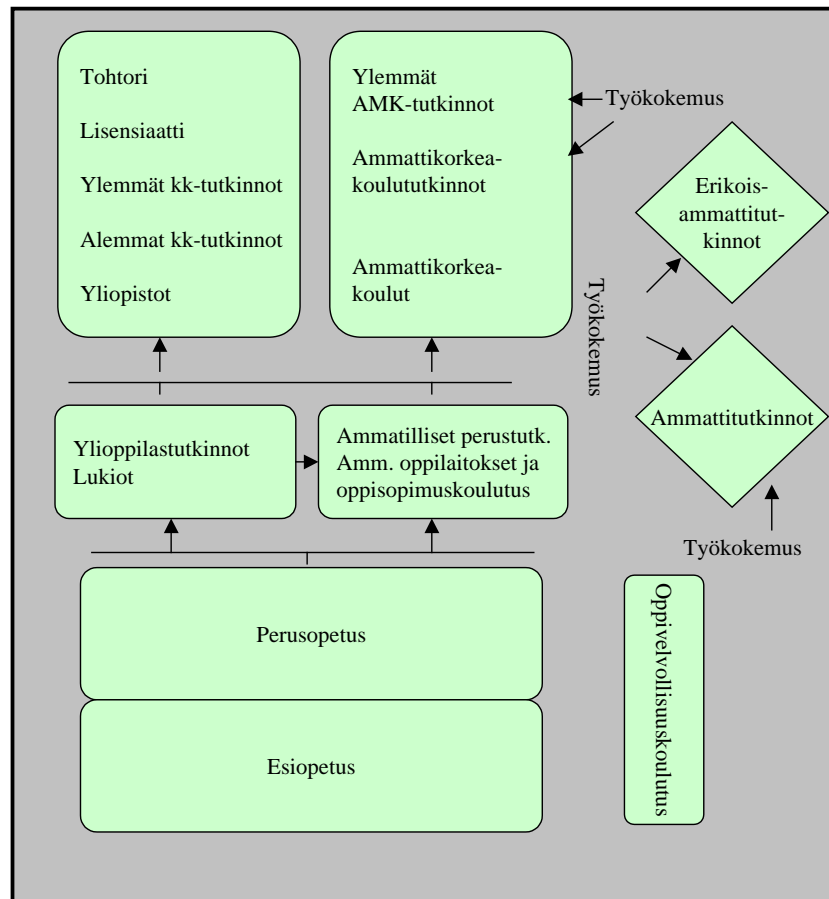 Tohtori
Lisensiaatti
Ylemmät kk-tutkinnot
Alemmat kk-tutkinnot
Yliopistot
Ylemmät
AMK-tutkinnot
Ammattikorkea-
koulututkinnot
Ammattikorkea-
koulut
Työkokemus
Erikois-
ammattitut-
kinnot
Työkokemus
Ammattitutkinnot
Työkokemus
Ylioppilastutkinnot
Lukiot
Ammatilliset perustutk.
Amm. oppilaitokset ja
oppisopimuskoulutus
Perusopetus
Esiopetus
Oppivelvollisuuskoulutus